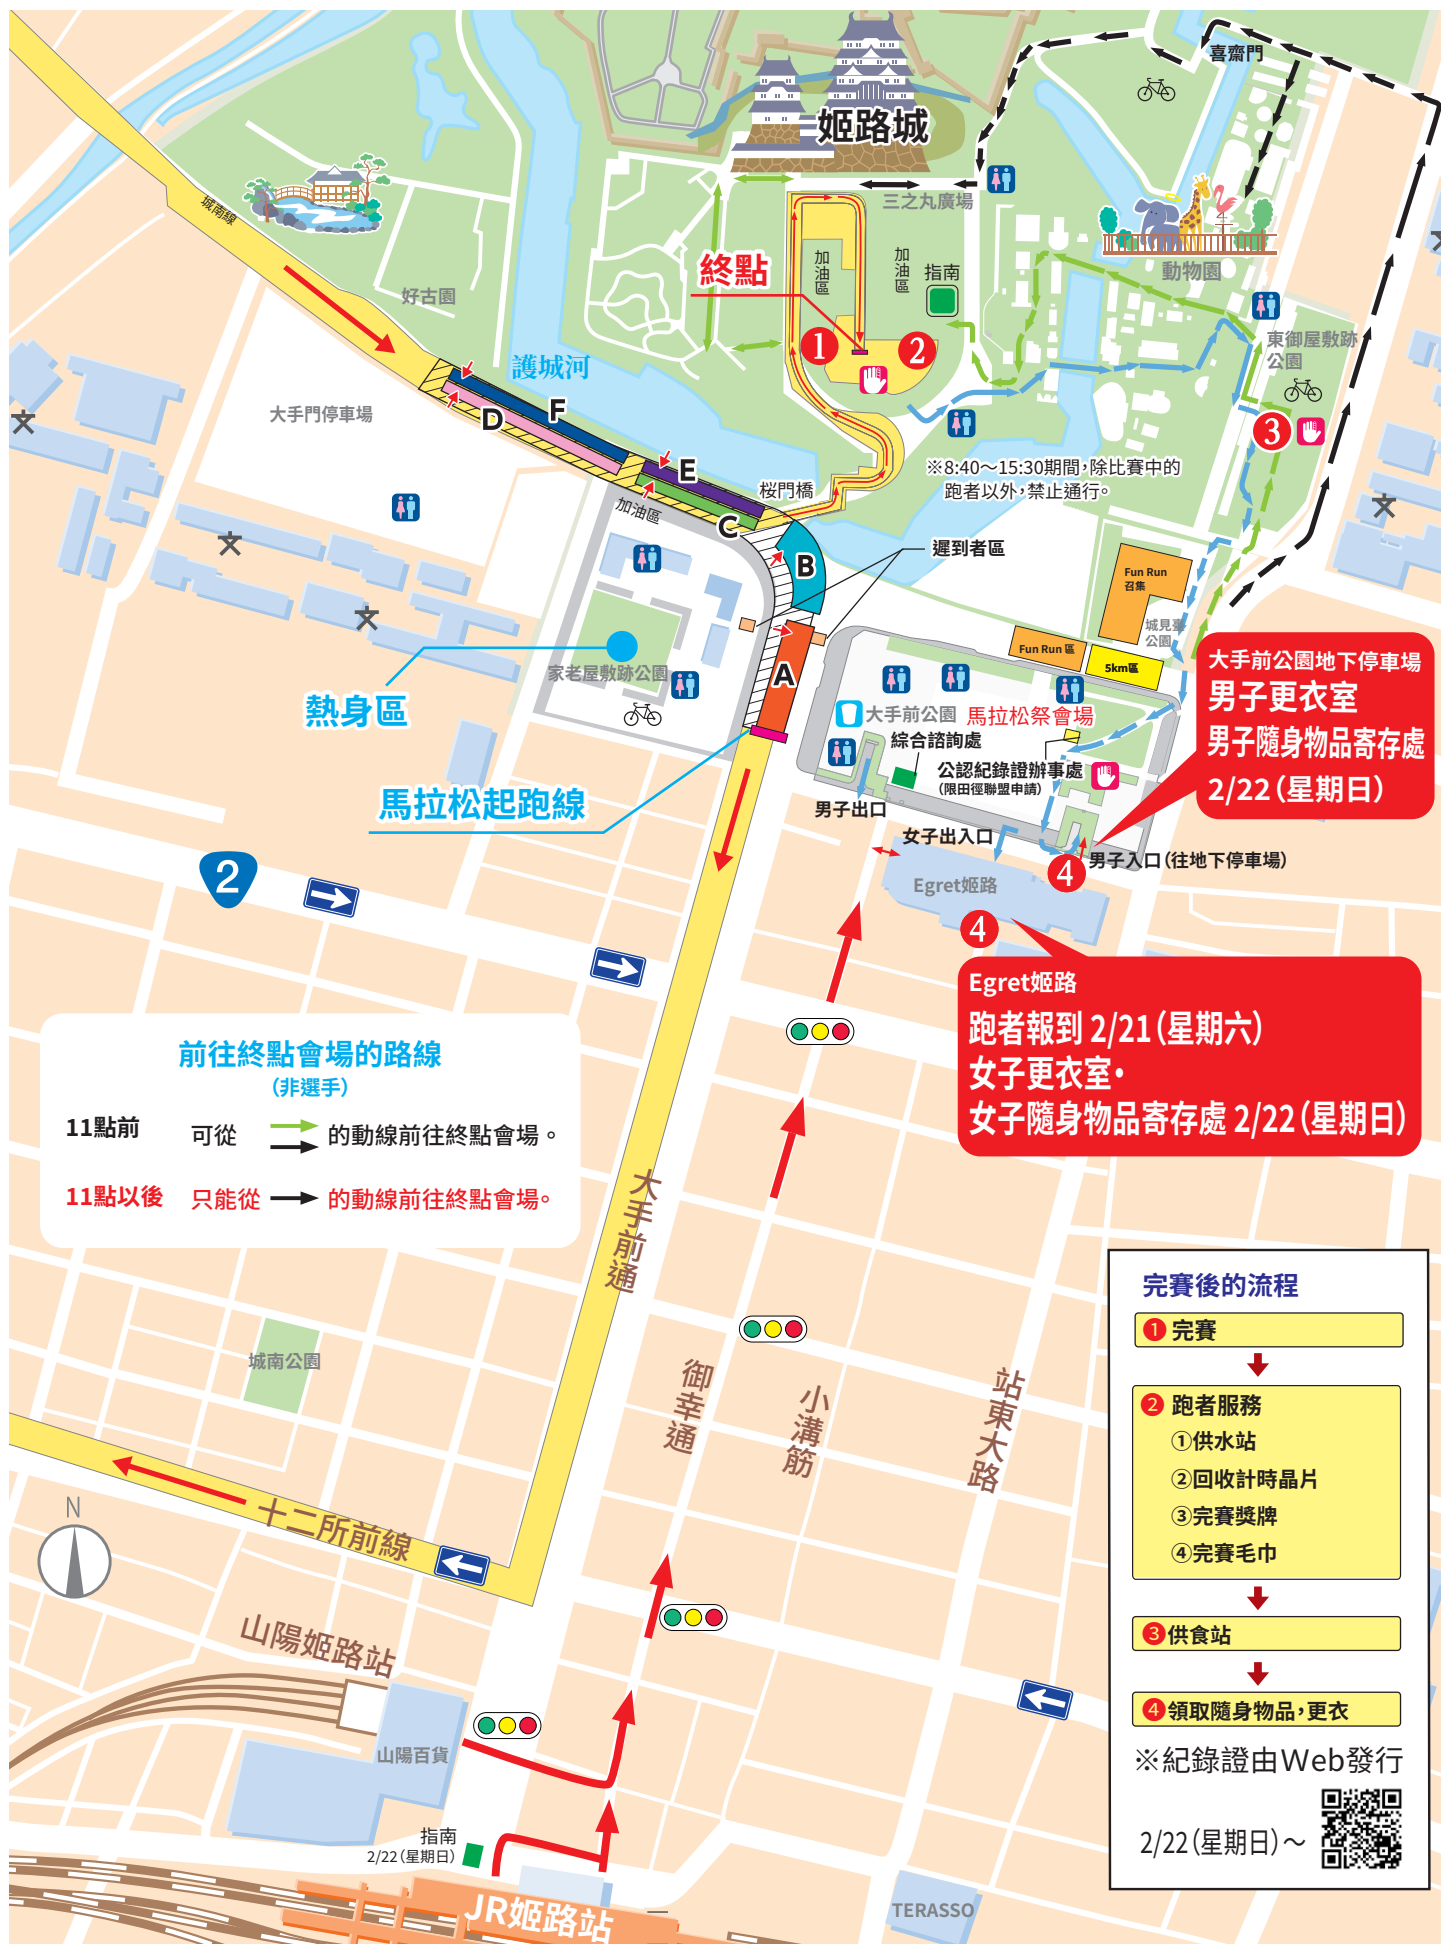 喜齋門
姬路城
城南線
三之丸廣場
加油區
加油區
指南
終點
動物園
好古園
1
2
護城河
東御屋敷跡
公園
大手門停車場
F
D
3
E
※8:40～15:30期間，除比賽中的
跑者以外，禁止通行。
桜門橋
加油區
C
遲到者區
B
Fun Run
召集
城見臺
公園
Fun Run 區
5km區
家老屋敷跡公園
A
熱身區
大手前公園
馬拉松祭會場
綜合諮詢處
公認紀錄證辦事處
（限田徑聯盟申請）
大手前公園地下停車場
男子更衣室
男子隨身物品寄存處
2/22（星期日）
馬拉松起跑線
男子出口
女子出入口
男子入口（往地下停車場）
4
2
Egret姬路
4
Egret姬路
跑者報到 2/21（星期六）
女子更衣室・
女子隨身物品寄存處 2/22（星期日）
前往終點會場的路線
（非選手）
11點前 可從 的動線前往終點會場。
11點以後 只能從 的動線前往終點會場。
大手前通
城南公園
御幸通
小溝筋
站東大路
N
十二所前線
山陽姬路站
山陽百貨
指南
2/22（星期日）
JR姬路站
TERASSO
完賽後的流程
1 完賽
2 跑者服務
①供水站
②回收計時晶片
③完賽獎牌
④完賽毛巾
3 供食站
4 領取隨身物品，更衣
※紀錄證由Web發行
2/22（星期日）～